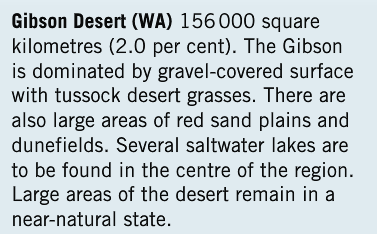 Gibson Desert (WA) 156 000 square
kilometres (2.0 per cent). The Gibson
is dominated by gravel-covered surface
with tussock desert grasses. There are
also large areas of red sand plains and
dunefields. Several saltwater lakes are
to be found in the centre of the region.
Large areas of the desert remain in a
near-natural state.